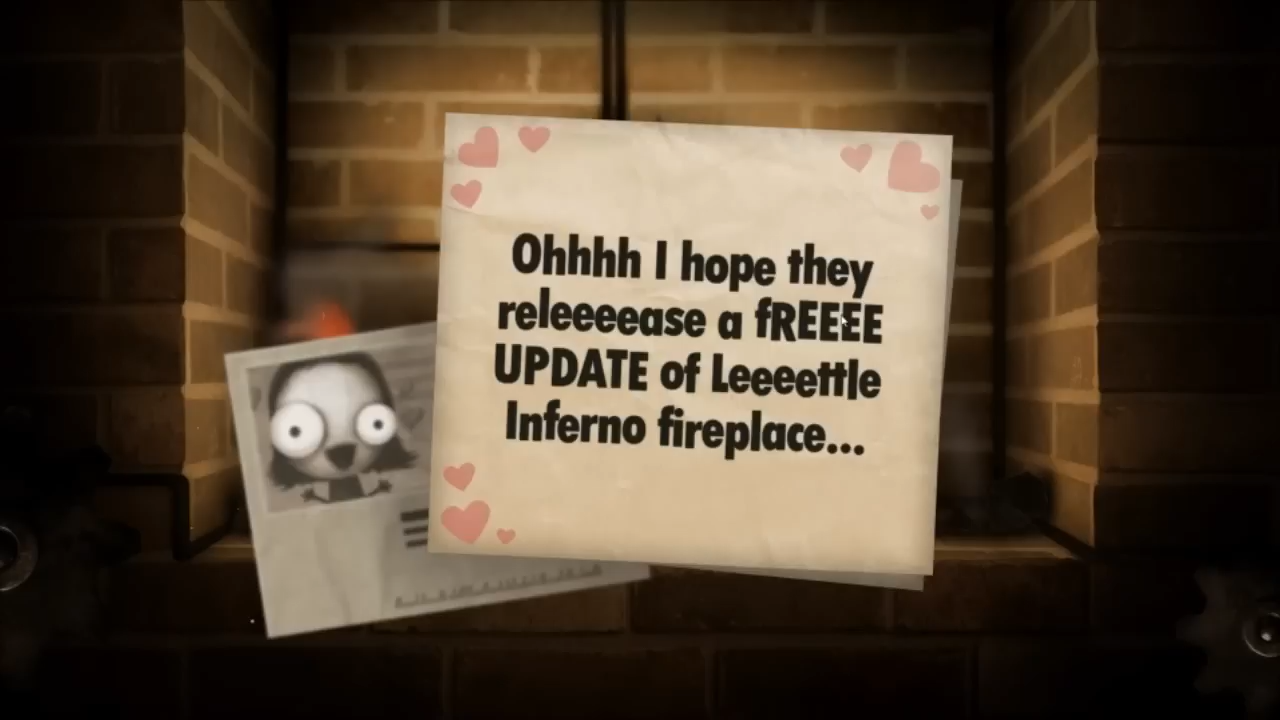 Ohhhh I hope they
releeeease a fREEEE
UPDATE of Leeeettle
Inferno fireplace...